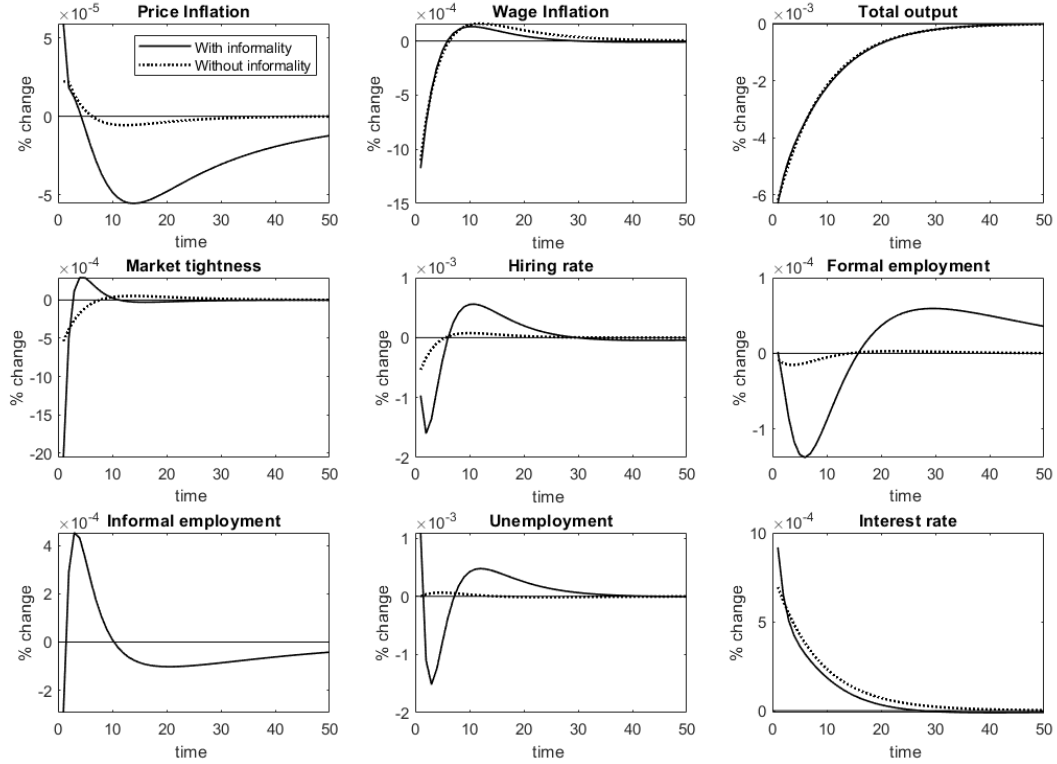 Price Inflation
×10⁻⁵
5
0
-5
% change
0 10 20 30 40 50
time
With informality
Without informality
Wage Inflation
×10⁻⁴
0
-5
-10
-15
% change
0 10 20 30 40 50
time
Total output
×10⁻³
0
-2
-4
-6
% change
0 10 20 30 40 50
time
Market tightness
×10⁻⁴
0
-5
-10
-15
-20
% change
0 10 20 30 40 50
time
Hiring rate
×10⁻³
1
0
-1
-2
% change
0 10 20 30 40 50
time
Formal employment
×10⁻⁴
1
0
-1
% change
0 10 20 30 40 50
time
Informal employment
×10⁻⁴
4
2
0
-2
% change
0 10 20 30 40 50
time
Unemployment
×10⁻³
1
0
-1
-2
% change
0 10 20 30 40 50
time
Interest rate
×10⁻⁴
10
5
0
% change
0 10 20 30 40 50
time